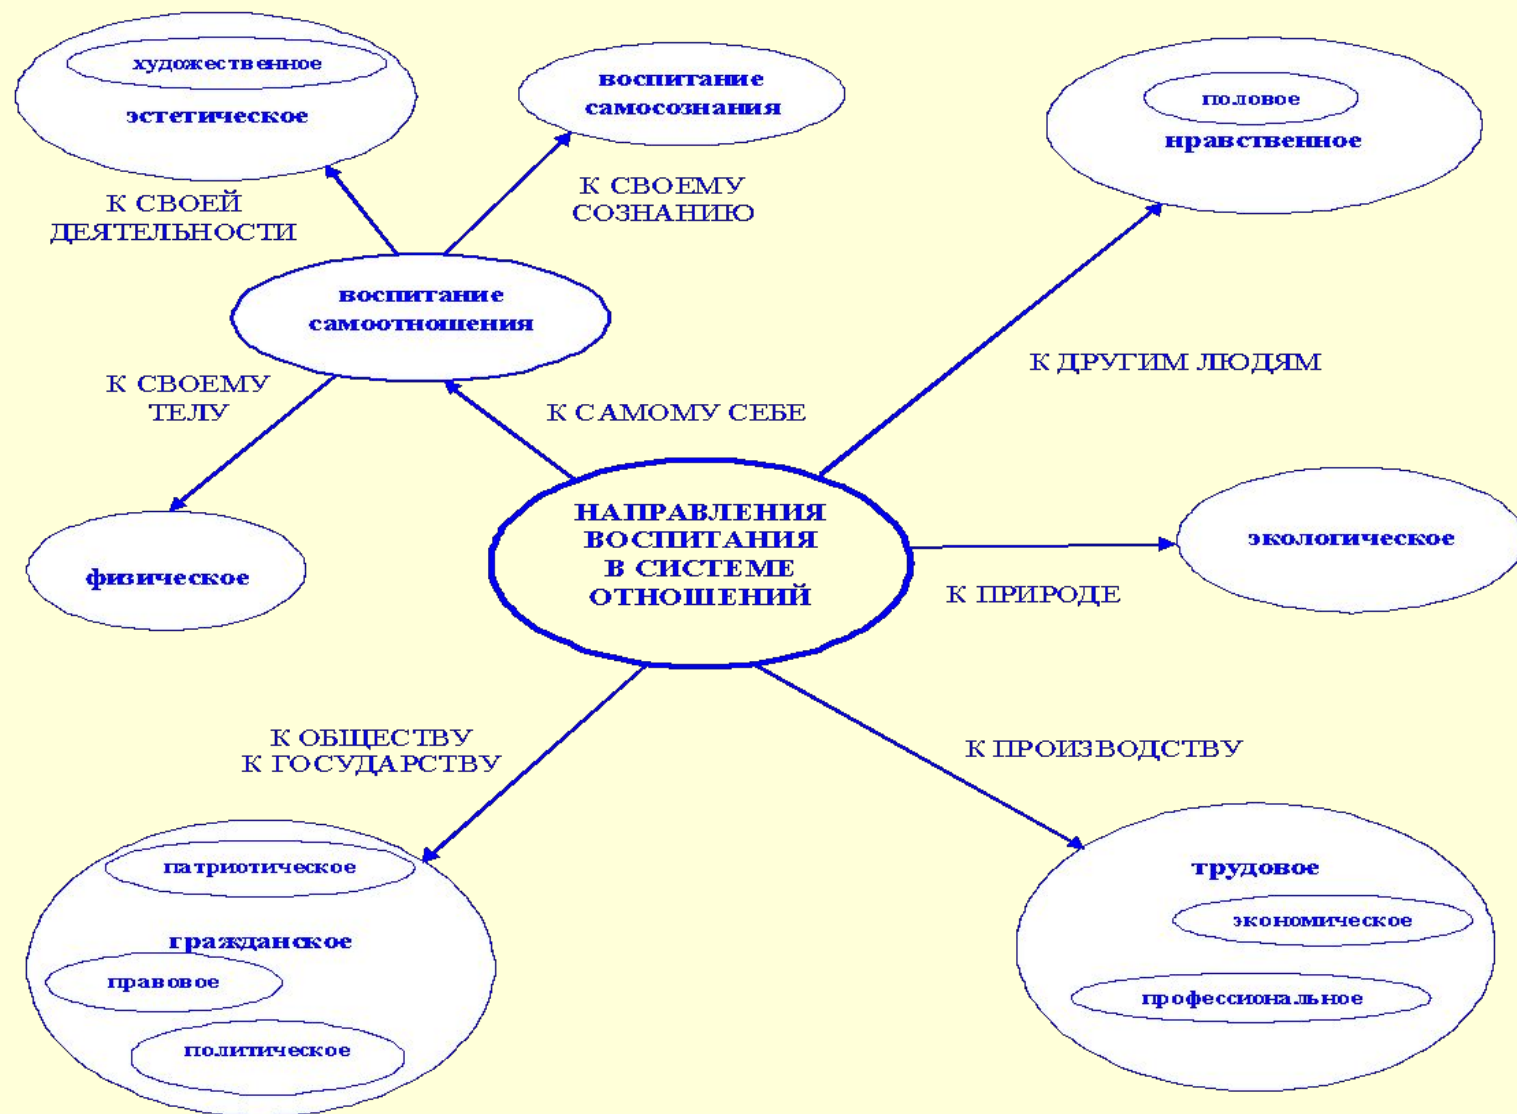 художественное
эстетическое
воспитание
самосознания
половое
нравственное
К СВОЕЙ
ДЕЯТЕЛЬНОСТИ
К СВОЕМУ
СОЗНАНИЮ
воспитание
самоотношения
К ДРУГИМ ЛЮДЯМ
К СВОЕМУ
ТЕЛУ
К САМОМУ СЕБЕ
НАПРАВЛЕНИЯ
ВОСПИТАНИЯ
В СИСТЕМЕ
ОТНОШЕНИЙ
экологическое
физическое
К ПРИРОДЕ
К ОБЩЕСТВУ
К ГОСУДАРСТВУ
К ПРОИЗВОДСТВУ
патриотическое
гражданское
правовое
политическое
трудовое
экономическое
профессиональное